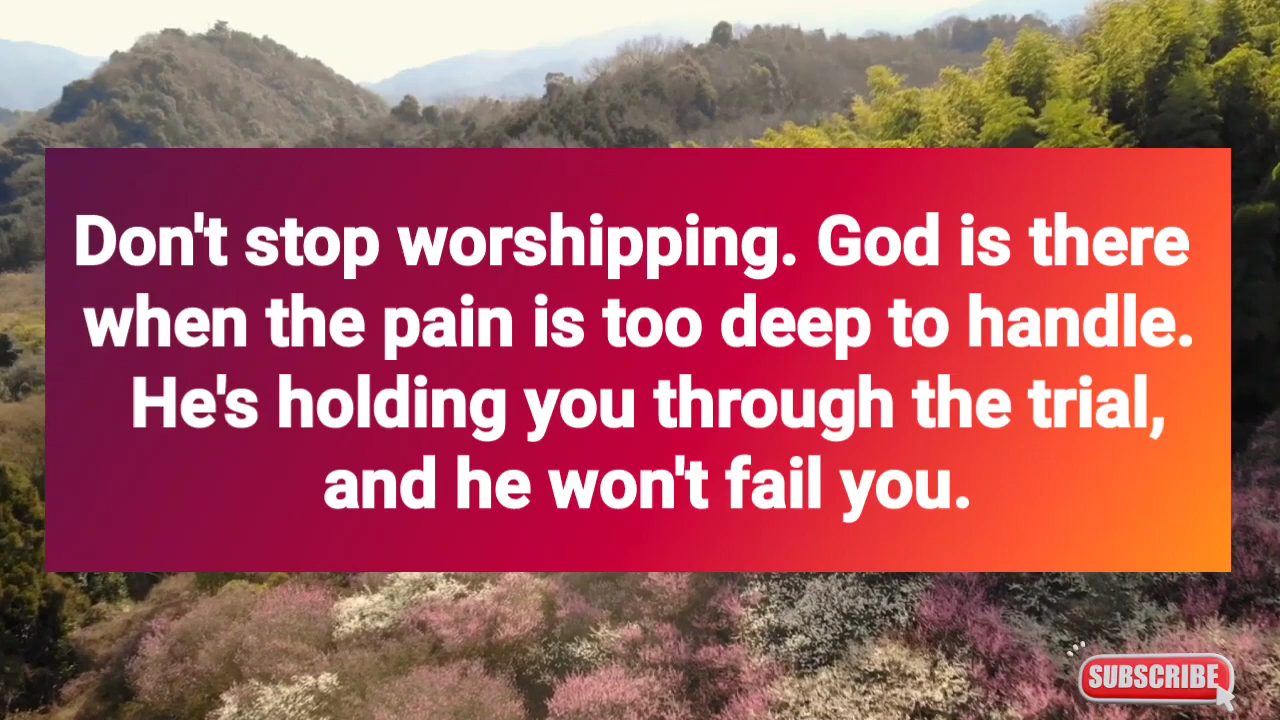 Don't stop worshipping. God is there
when the pain is too deep to handle.
He's holding you through the trial,
and he won't fail you.
SUBSCRIBE